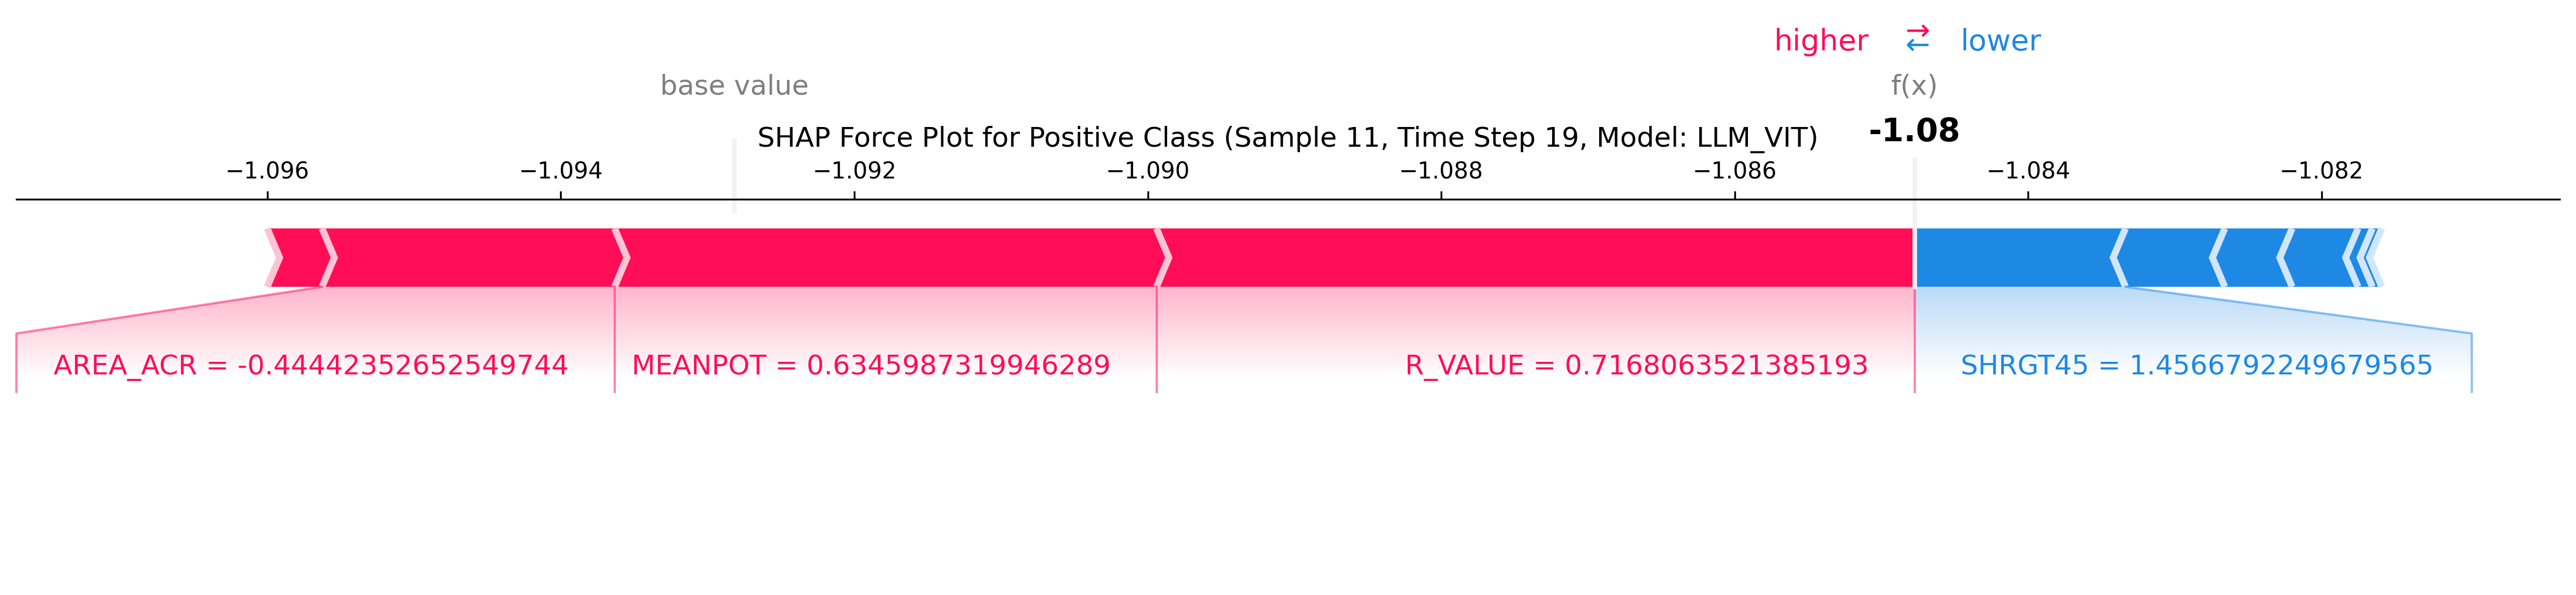 higher ⇄ lower
base value f(x)
SHAP Force Plot for Positive Class (Sample 11, Time Step 19, Model: LLM_VIT) -1.08
−1.096 −1.094 −1.092 −1.090 −1.088 −1.086 −1.084 −1.082
AREA_ACR = -0.44442352652549744 MEANPOT = 0.6345987319946289 R_VALUE = 0.7168063521385193 SHRGT45 = 1.4566792249679565